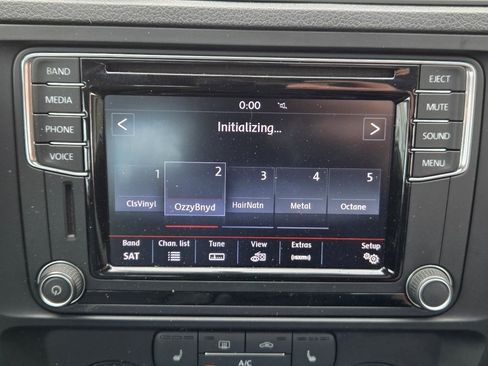 BAND
MEDIA
PHONE
VOICE
EJECT
MUTE
SOUND
MENU
0:00
< Initializing... >
1 2 3 4 5
ClsVinyl OzzyBnyd HairNatn Metal Octane
Band Chan. list Tune View Extras Setup
SAT (sxm)
A/C